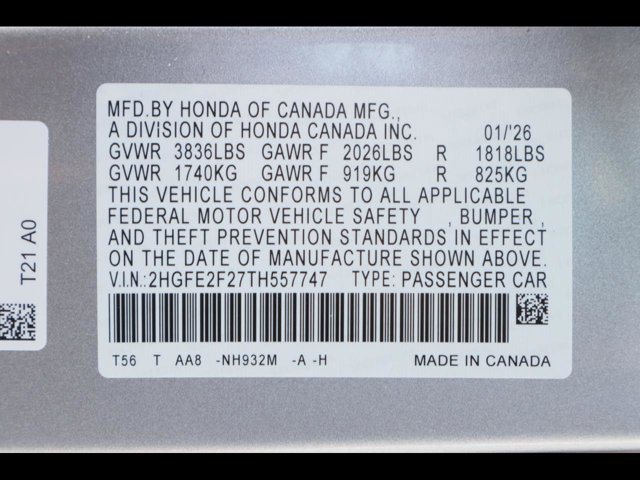 MFD.BY HONDA OF CANADA MFG.,
A DIVISION OF HONDA CANADA INC. 01/'26
GVWR 3836LBS GAWR F 2026LBS R 1818LBS
GVWR 1740KG GAWR F 919KG R 825KG
THIS VEHICLE CONFORMS TO ALL APPLICABLE
FEDERAL MOTOR VEHICLE SAFETY , BUMPER ,
AND THEFT PREVENTION STANDARDS IN EFFECT
ON THE DATE OF MANUFACTURE SHOWN ABOVE.
V.I.N.: 2HGFE2F27TH557747 TYPE: PASSENGER CAR
T56 T AA8 -NH932M -A -H MADE IN CANADA
T21 A0